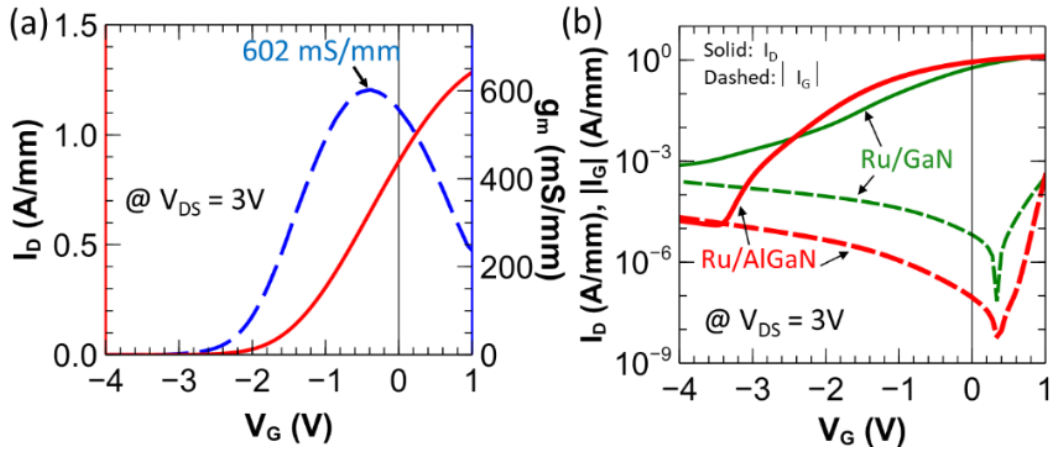 (a)
602 mS/mm
1.5
1.0
0.5
0.0
I_D (A/mm)
@ V_DS = 3V
600
400
200
0
g_m (mS/mm)
−4 −3 −2 −1 0 1
V_G (V)
(b)
Solid: I_D
Dashed: | I_G |
10^0
10^−3
10^−6
10^−9
I_D (A/mm), |I_G| (A/mm)
Ru/GaN
Ru/AlGaN
@ V_DS = 3V
−4 −3 −2 −1 0 1
V_G (V)